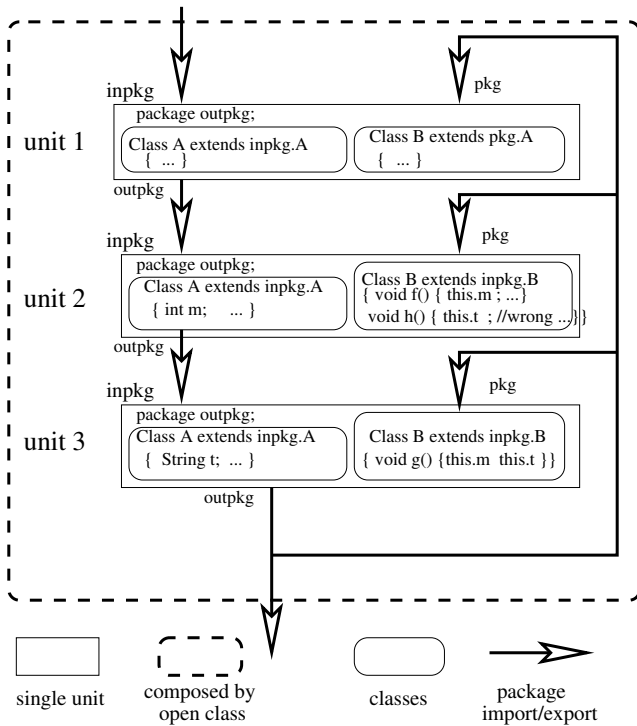 inpkg
pkg
package outpkg;
unit 1
Class A extends inpkg.A
{ ... }
Class B extends pkg.A
{ ... }
outpkg
inpkg
pkg
package outpkg;
unit 2
Class A extends inpkg.A
{ int m; ... }
Class B extends inpkg.B
{ void f() { this.m ; ...}
void h() { this.t ; //wrong ...}}
outpkg
inpkg
pkg
package outpkg;
unit 3
Class A extends inpkg.A
{ String t; ... }
Class B extends inpkg.B
{ void g() {this.m this.t }}
outpkg
single unit
composed by
open class
classes
package
import/export